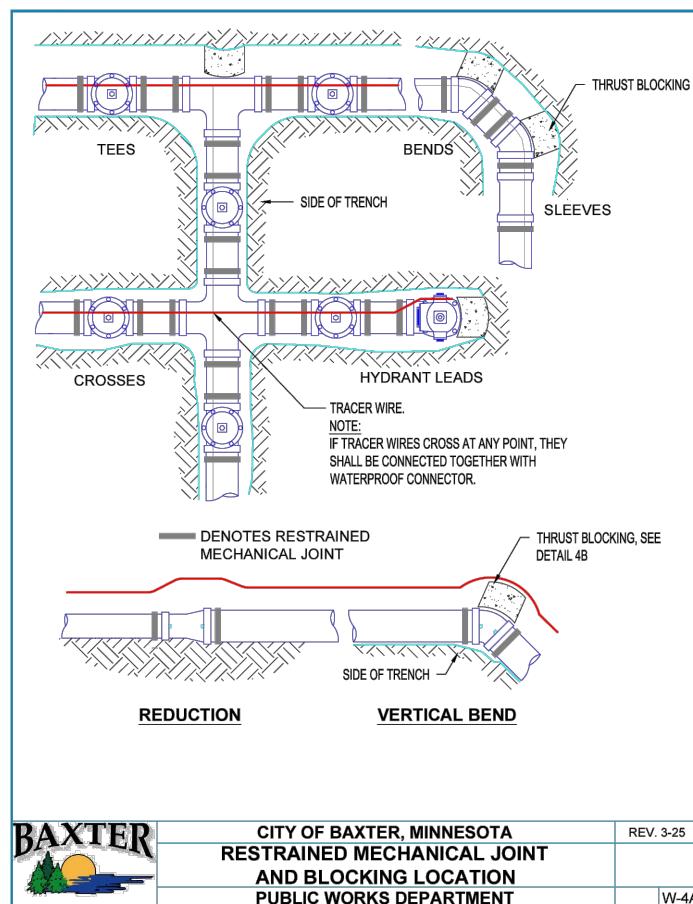 THRUST BLOCKING
TEES
BENDS
SIDE OF TRENCH
SLEEVES
CROSSES
HYDRANT LEADS
TRACER WIRE.
NOTE:
IF TRACER WIRES CROSS AT ANY POINT, THEY
SHALL BE CONNECTED TOGETHER WITH
WATERPROOF CONNECTOR.
DENOTES RESTRAINED
MECHANICAL JOINT
THRUST BLOCKING, SEE
DETAIL 4B
SIDE OF TRENCH
REDUCTION
VERTICAL BEND
BAXTER
CITY OF BAXTER, MINNESOTA
REV. 3-25
RESTRAINED MECHANICAL JOINT
AND BLOCKING LOCATION
PUBLIC WORKS DEPARTMENT
W-4A